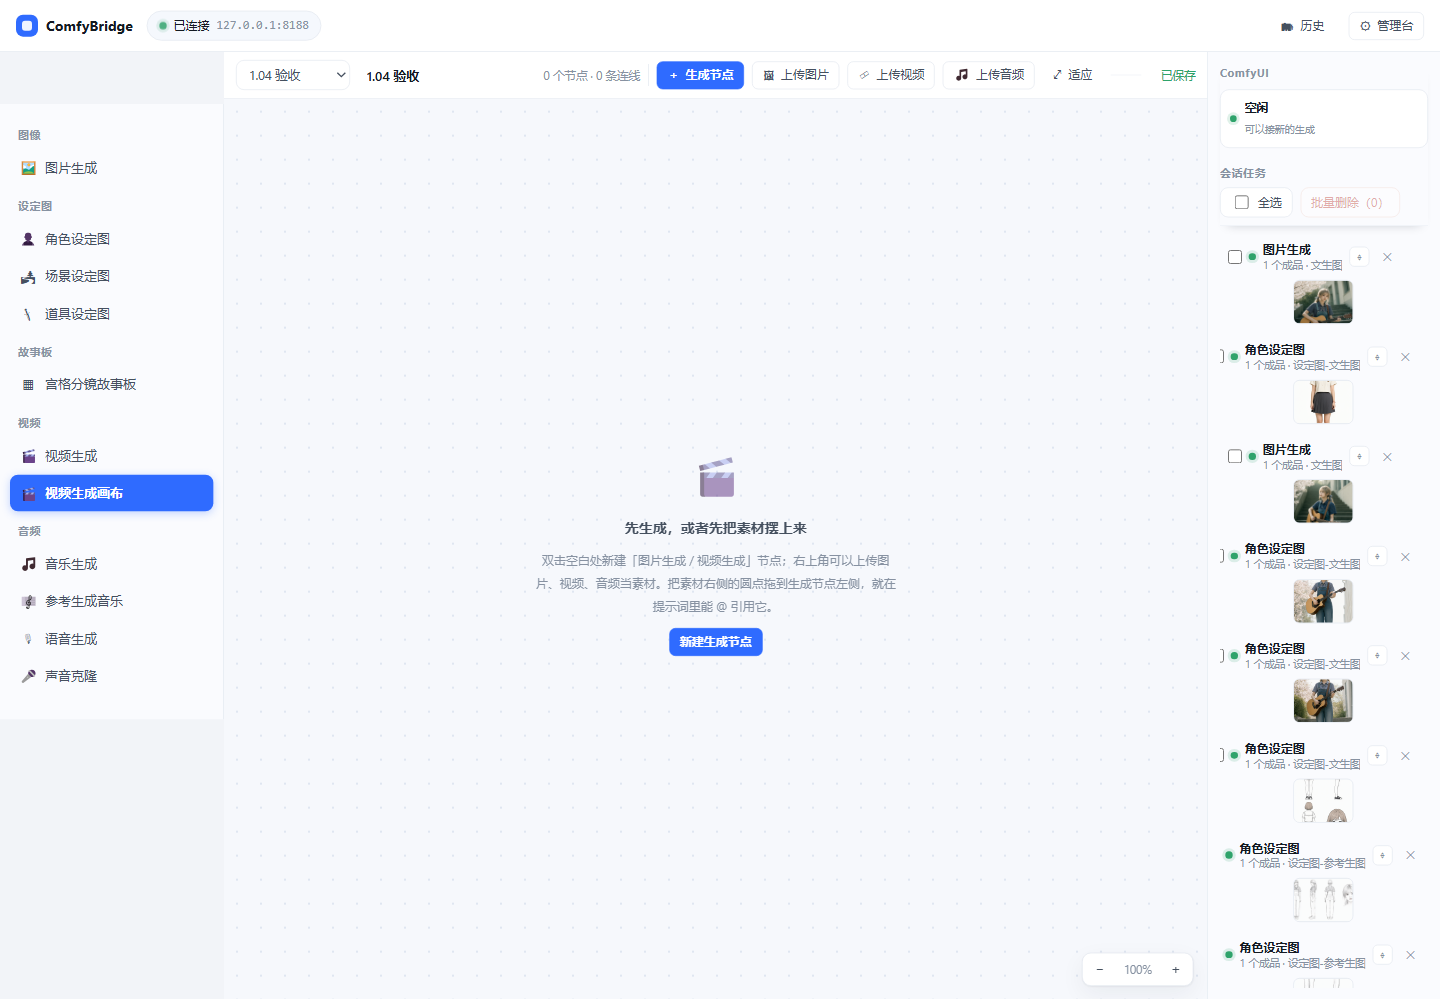 ComfyBridge
已连接 127.0.0.1:8188
历史
管理台
1.04 验收
1.04 验收
0 个节点 · 0 条连线
+ 生成节点
上传图片
上传视频
上传音频
适应
已保存
图像
图片生成
设定图
角色设定图
场景设定图
道具设定图
故事板
宫格分镜故事板
视频
视频生成
视频生成画布
音频
音乐生成
参考生成音乐
语音生成
声音克隆
先生成，或者先把素材摆上来
双击空白处新建「图片生成 / 视频生成」节点；右上角可以上传图
片、视频、音频当素材。把素材右侧的圆点拖到生成节点左侧，就在
提示词里能 @ 引用它。
新建生成节点
− 100% +
ComfyUI
空闲
可以接新的生成
会话任务
全选
批量删除（0）
图片生成
1 个成品 · 文生图
角色设定图
1 个成品 · 设定图-文生图
图片生成
1 个成品 · 文生图
角色设定图
1 个成品 · 设定图-文生图
角色设定图
1 个成品 · 设定图-文生图
角色设定图
1 个成品 · 设定图-文生图
角色设定图
1 个成品 · 设定图-参考生图
角色设定图
1 个成品 · 设定图-参考生图